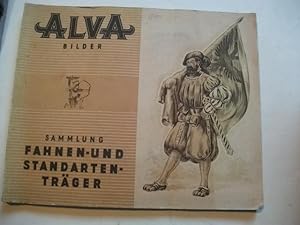 ALVA
BILDER
SAMMLUNG
FAHNEN-UND
STANDARTEN-
TRÄGER